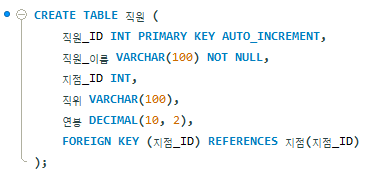 CREATE TABLE 직원 (
직원_ID INT PRIMARY KEY AUTO_INCREMENT,
직원_이름 VARCHAR(100) NOT NULL,
지점_ID INT,
직위 VARCHAR(100),
연봉 DECIMAL(10, 2),
FOREIGN KEY (지점_ID) REFERENCES 지점(지점_ID)
);